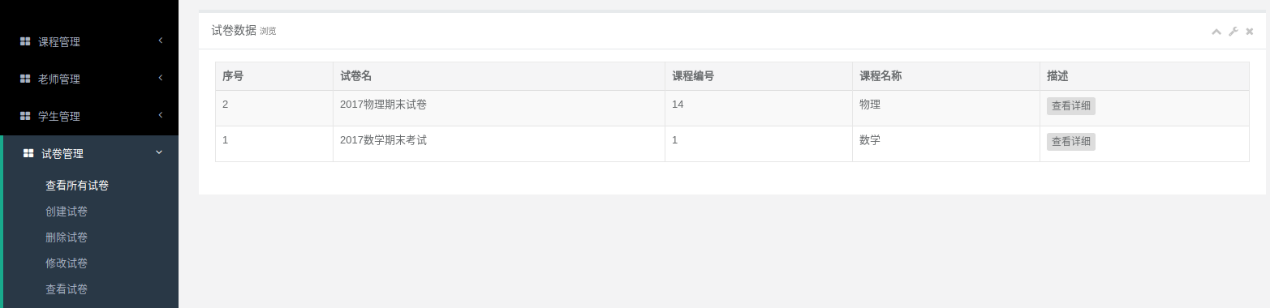 课程管理
老师管理
学生管理
试卷管理
查看所有试卷
创建试卷
删除试卷
修改试卷
查看试卷
试卷数据 浏览
序号 试卷名 课程编号 课程名称 描述
2 2017物理期末试卷 14 物理 查看详细
1 2017数学期末考试 1 数学 查看详细